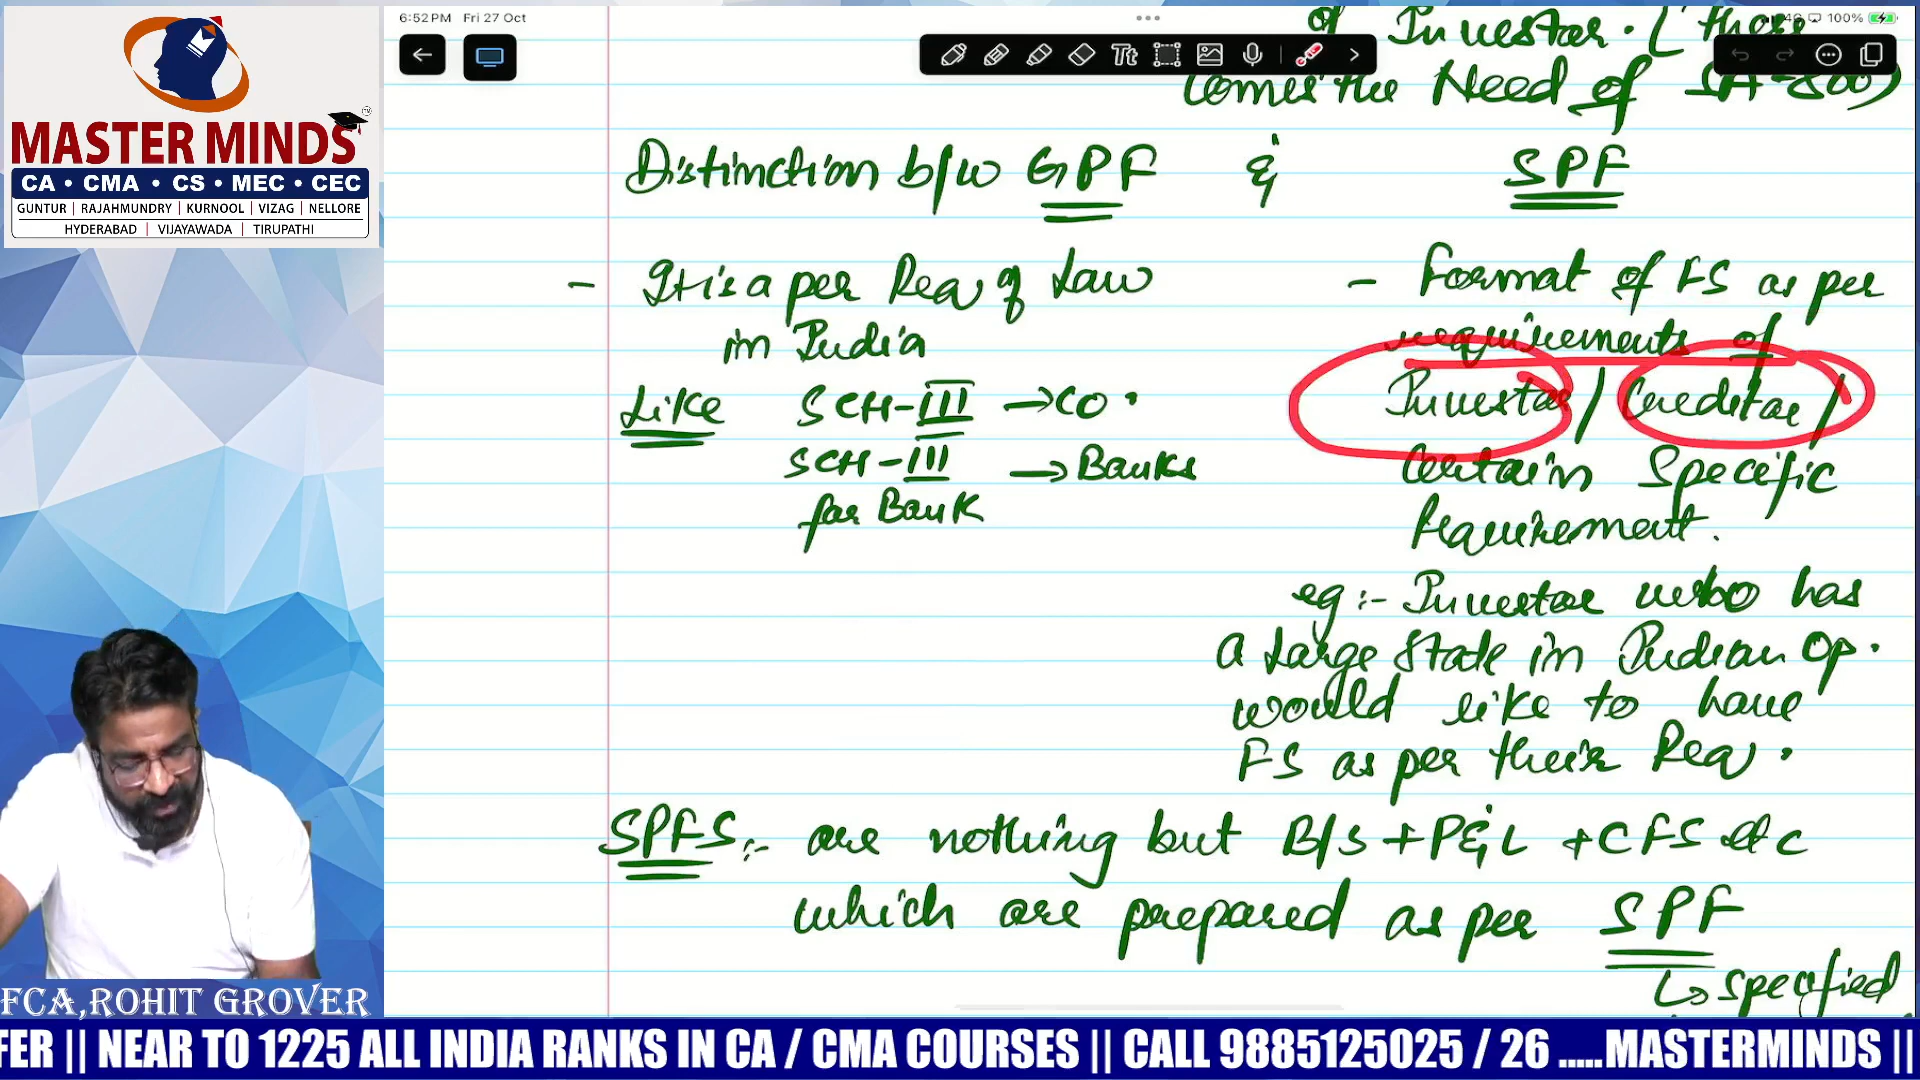 6:52 PM Fri 27 Oct
100%
MASTER MINDS
CA • CMA • CS • MEC • CEC
GUNTUR | RAJAHMUNDRY | KURNOOL | VIZAG | NELLORE
HYDERABAD | VIJAYAWADA | TIRUPATHI
of Investor. (there
Comes the Need of SA-800)
Distinction b/w GPF & SPF
- It is a per Req of Law
in India
Like SCH-III → CO.
SCH-III → Banks
for Bank
- Format of FS as per
requirements of
Investor / Creditor /
Certain Specific
Requirement.
eg:- Investor who has
a Large State in Indian Op.
would like to have
FS as per their Req.
SPFS:- are nothing but B/S + P&L + CFS etc
which are prepared as per SPF
↳ specified
FCA,ROHIT GROVER
FER || NEAR TO 1225 ALL INDIA RANKS IN CA / CMA COURSES || CALL 9885125025 / 26 .....MASTERMINDS ||